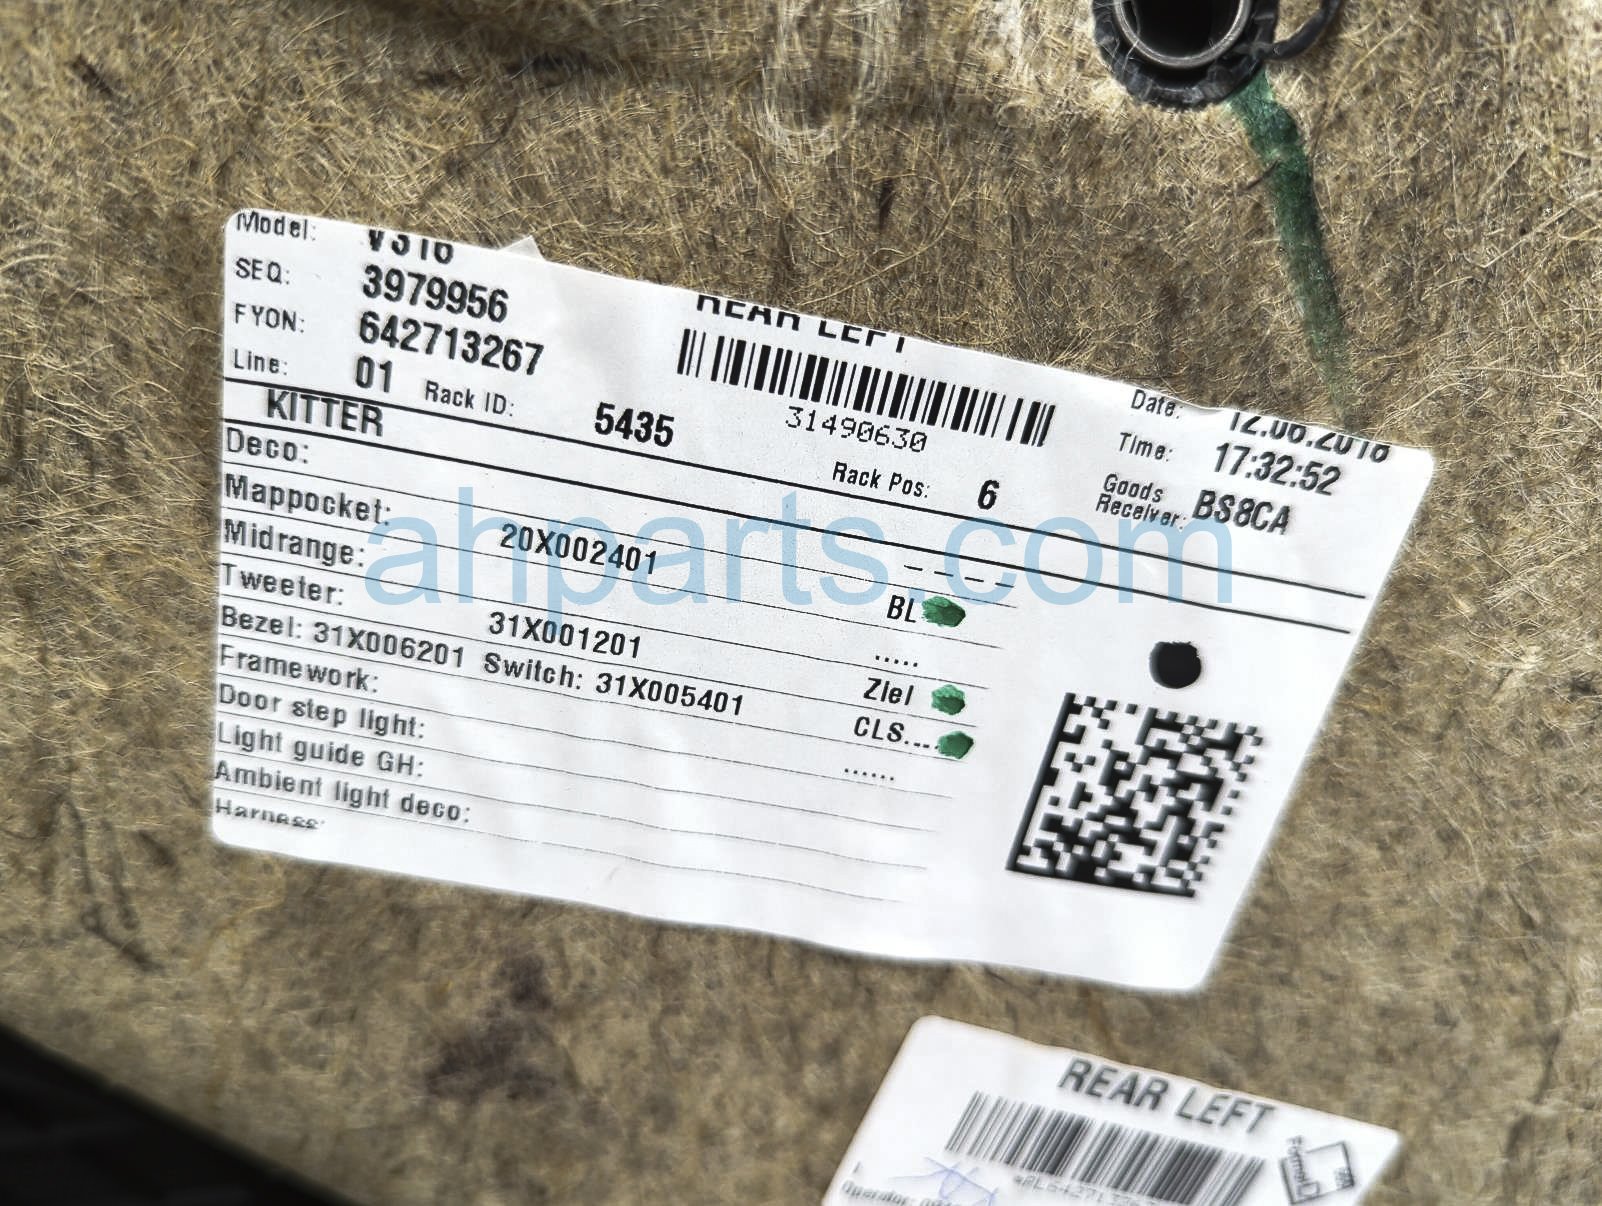 Model: V316
SEQ: 3979956
REAR LEFT
FYON: 642713267
Date: 12.06.2018
Line: 01 Rack ID: 5435
31490630
Time: 17:32:52
KITTER
Rack Pos: 6
Goods Receiver: BS8CA
Deco:
Mappocket: 20X002401 -----
Midrange: BL
Tweeter: 31X001201 .....
Bezel: 31X006201 Switch: 31X005401 Ziel
Framework: CLS....
Door step light: ......
Light guide GH:
Ambient light deco:
Harness:
ahparts.com
REAR LEFT
Operator: